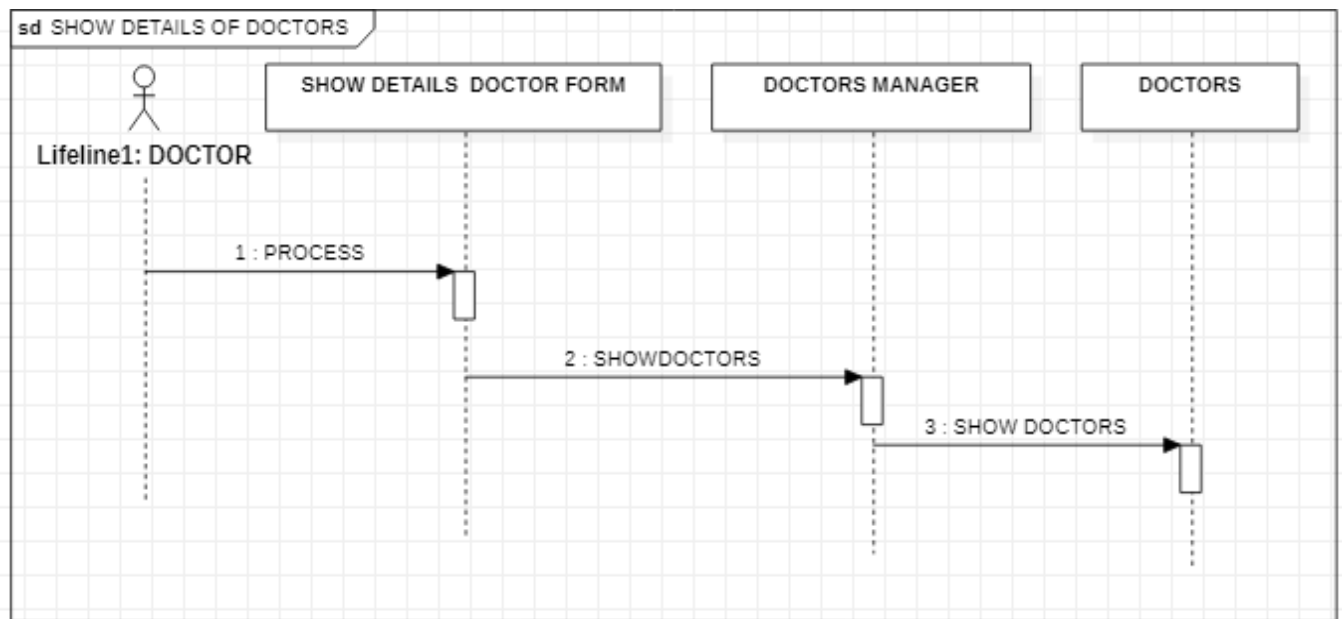 sd SHOW DETAILS OF DOCTORS
SHOW DETAILS DOCTOR FORM
DOCTORS MANAGER
DOCTORS
Lifeline1: DOCTOR
1 : PROCESS
2 : SHOWDOCTORS
3 : SHOW DOCTORS